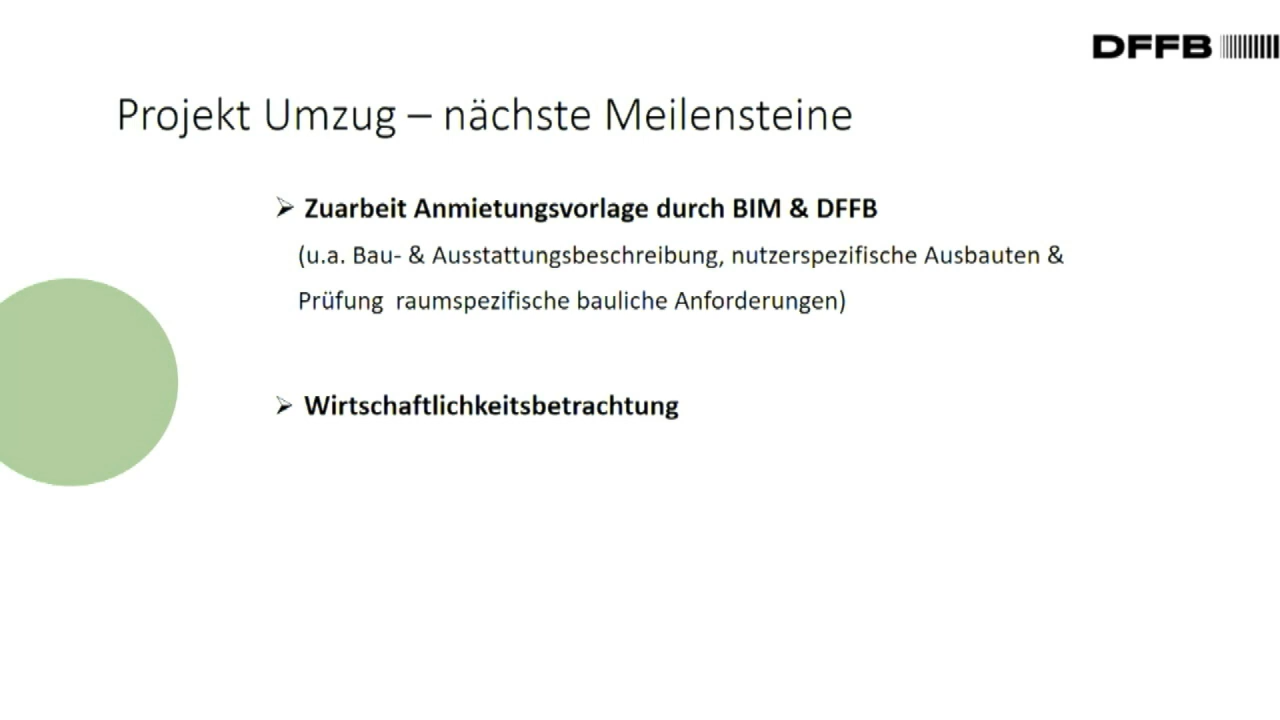 DFFB
Projekt Umzug – nächste Meilensteine
➢ Zuarbeit Anmietungsvorlage durch BIM & DFFB
(u.a. Bau- & Ausstattungsbeschreibung, nutzerspezifische Ausbauten &
Prüfung raumspezifische bauliche Anforderungen)
➢ Wirtschaftlichkeitsbetrachtung